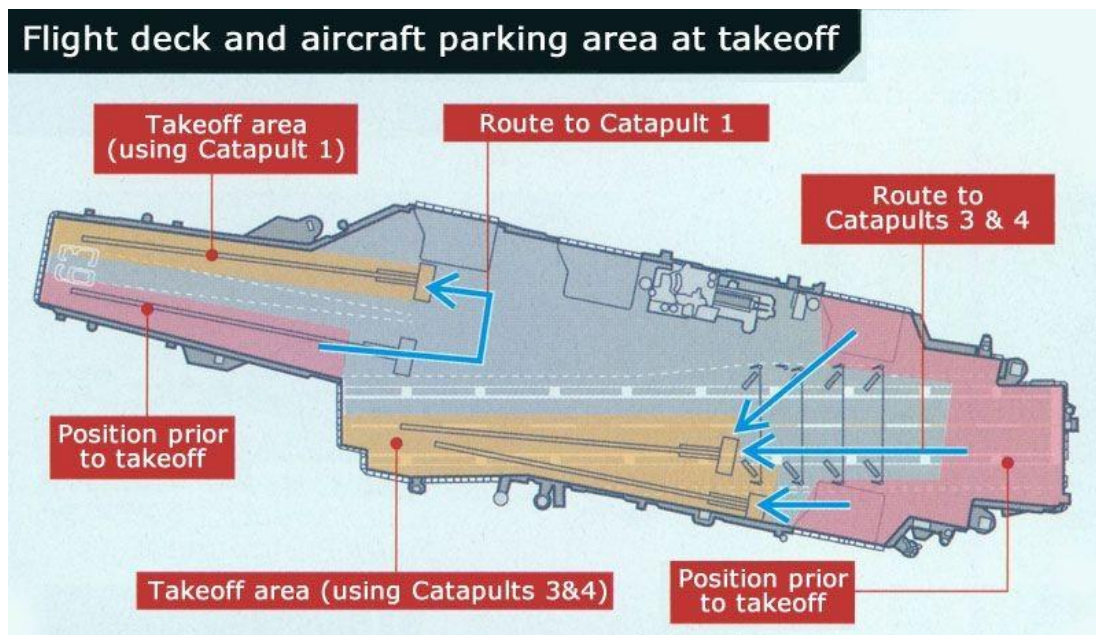 Flight deck and aircraft parking area at takeoff
Takeoff area
(using Catapult 1)
Route to Catapult 1
Route to
Catapults 3 & 4
Position prior
to takeoff
Takeoff area (using Catapults 3&4)
Position prior
to takeoff